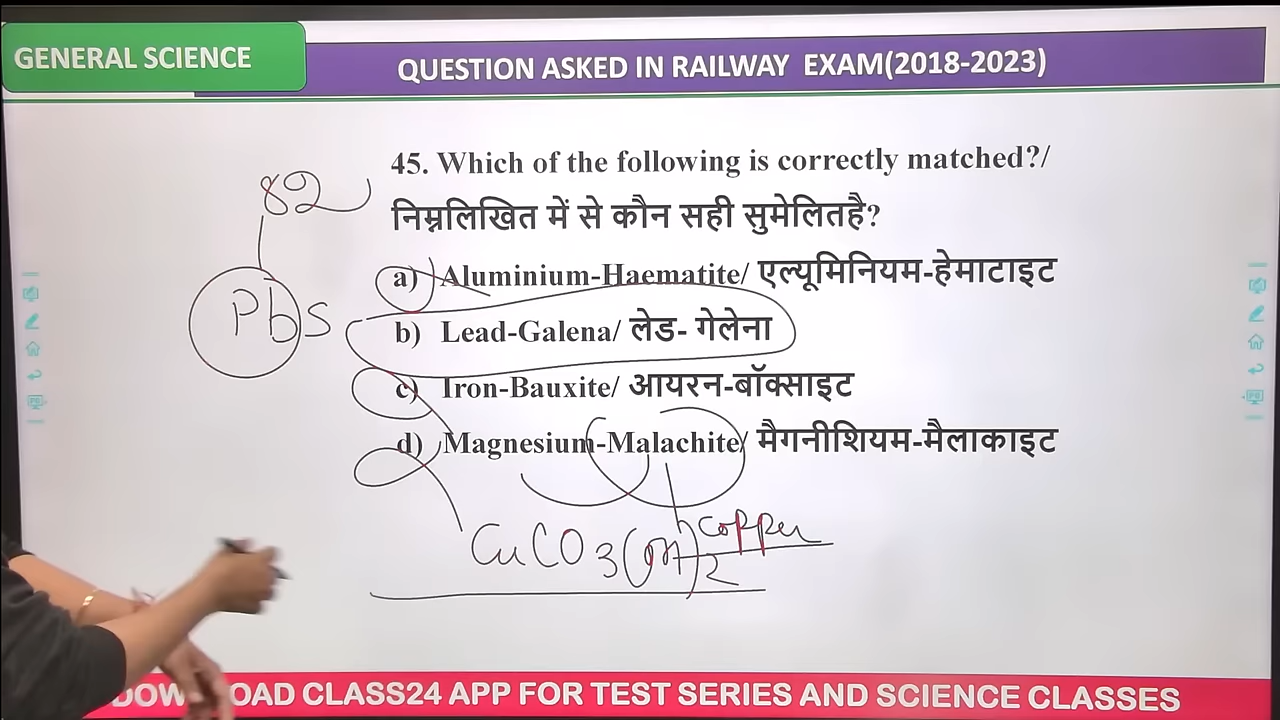 GENERAL SCIENCE
QUESTION ASKED IN RAILWAY EXAM(2018-2023)
45. Which of the following is correctly matched?/
निम्नलिखित में से कौन सही सुमेलितहै?
82
a) Aluminium-Haematite/ एल्यूमिनियम-हेमाटाइट
PbS
b) Lead-Galena/ लेड- गेलेना
c) Iron-Bauxite/ आयरन-बॉक्साइट
d) Magnesium-Malachite/ मैगनीशियम-मैलाकाइट
CuCO3(OH)2 copper
DOWNLOAD CLASS24 APP FOR TEST SERIES AND SCIENCE CLASSES